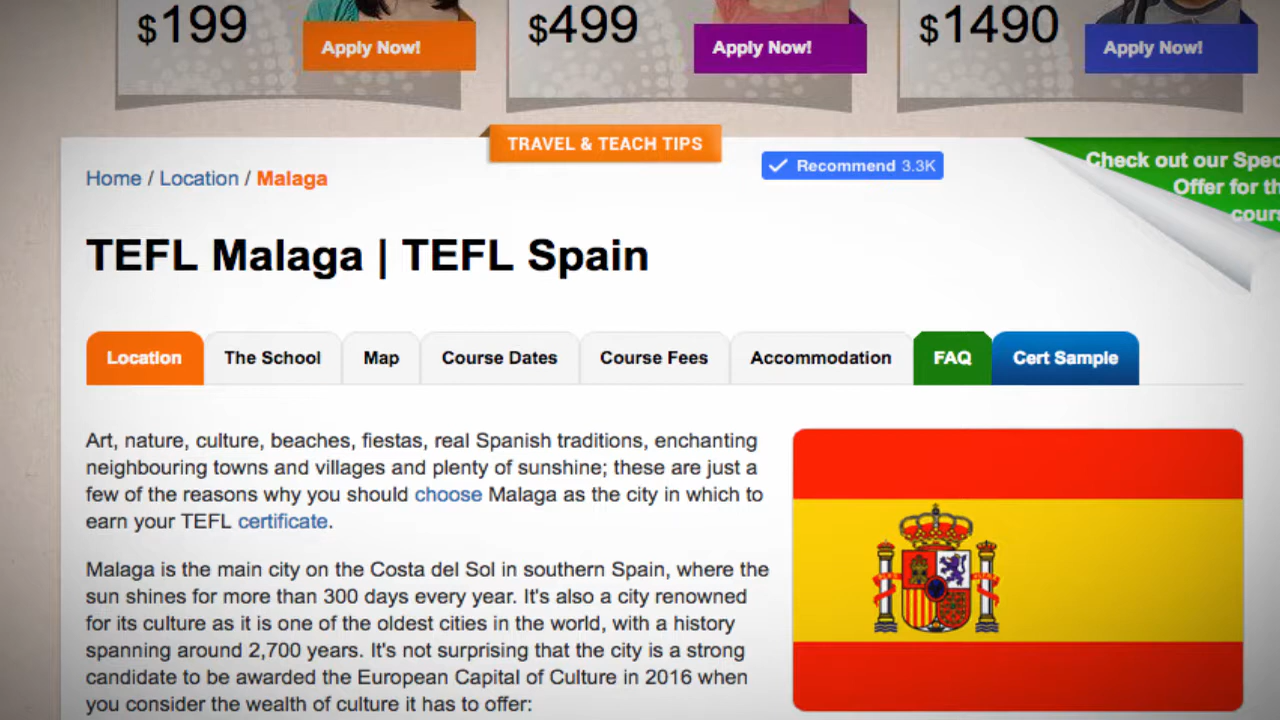 $199
Apply Now!
$499
Apply Now!
$1490
Apply Now!
TRAVEL & TEACH TIPS
Home / Location / Malaga
Recommend 3.3K
Check out our Spec
Offer for th
cours
TEFL Malaga | TEFL Spain
Location
The School
Map
Course Dates
Course Fees
Accommodation
FAQ
Cert Sample
Art, nature, culture, beaches, fiestas, real Spanish traditions, enchanting
neighbouring towns and villages and plenty of sunshine; these are just a
few of the reasons why you should choose Malaga as the city in which to
earn your TEFL certificate.
Malaga is the main city on the Costa del Sol in southern Spain, where the
sun shines for more than 300 days every year. It's also a city renowned
for its culture as it is one of the oldest cities in the world, with a history
spanning around 2,700 years. It's not surprising that the city is a strong
candidate to be awarded the European Capital of Culture in 2016 when
you consider the wealth of culture it has to offer: